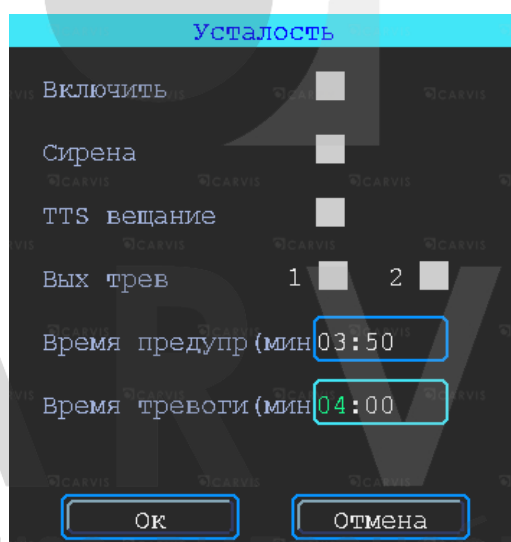 Усталость
Включить
Сирена
TTS вещание
Вых трев 1 2
Время предупр(мин 03:50
Время тревоги(мин 04:00
Ок Отмена